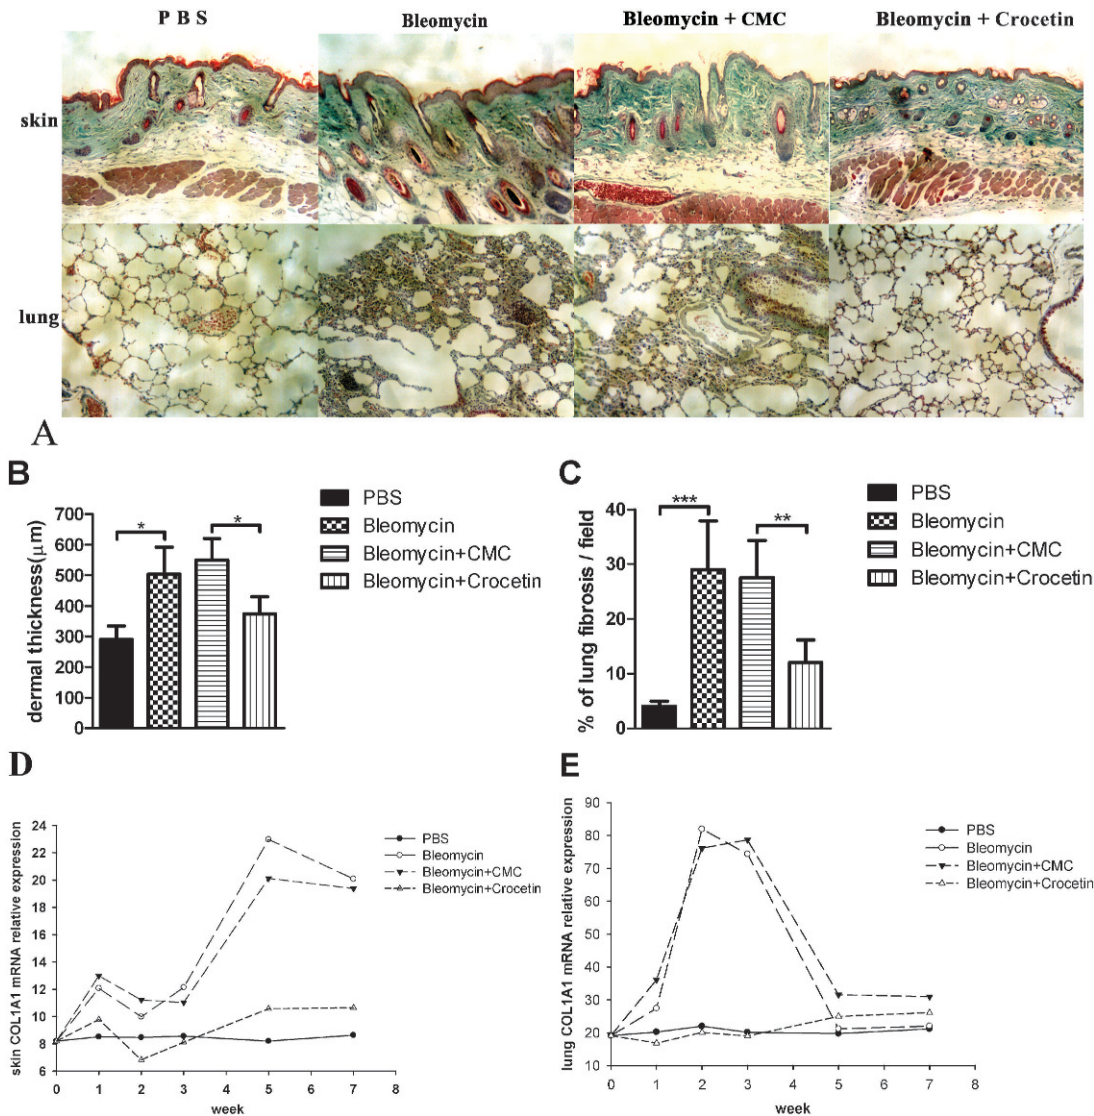 P B S
Bleomycin
Bleomycin + CMC
Bleomycin + Crocetin
skin
lung
A
B
PBS
Bleomycin
Bleomycin+CMC
Bleomycin+Crocetin
dermal thickness(μm)
700
600
500
400
300
200
100
0
*
*
C
PBS
Bleomycin
Bleomycin+CMC
Bleomycin+Crocetin
% of lung fibrosis / field
40
30
20
10
0
***
**
D
skin COL1A1 mRNA relative expression
24
22
20
18
16
14
12
10
8
6
0 1 2 3 4 5 6 7 8
week
PBS
Bleomycin
Bleomycin+CMC
Bleomycin+Crocetin
E
lung COL1A1 mRNA relative expression
90
80
70
60
50
40
30
20
10
0 1 2 3 4 5 6 7 8
week
PBS
Bleomycin
Bleomycin+CMC
Bleomycin+Crocetin